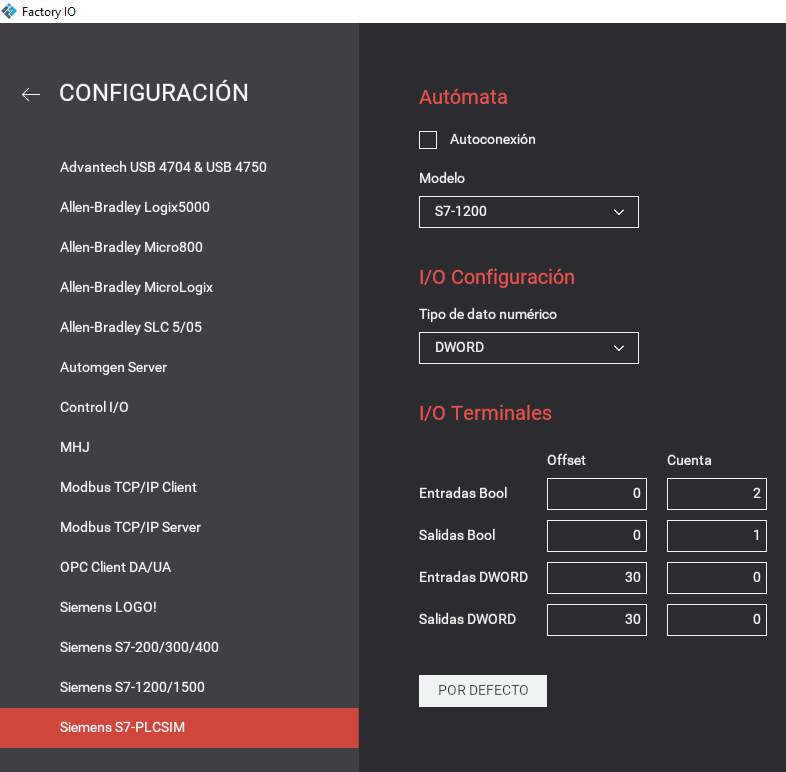 Factory IO
CONFIGURACIÓN
Advantech USB 4704 & USB 4750
Allen-Bradley Logix5000
Allen-Bradley Micro800
Allen-Bradley MicroLogix
Allen-Bradley SLC 5/05
Automgen Server
Control I/O
MHJ
Modbus TCP/IP Client
Modbus TCP/IP Server
OPC Client DA/UA
Siemens LOGO!
Siemens S7-200/300/400
Siemens S7-1200/1500
Siemens S7-PLCSIM
Autómata
Autoconexión
Modelo
S7-1200
I/O Configuración
Tipo de dato numérico
DWORD
I/O Terminales
Offset Cuenta
Entradas Bool 0 2
Salidas Bool 0 1
Entradas DWORD 30 0
Salidas DWORD 30 0
POR DEFECTO